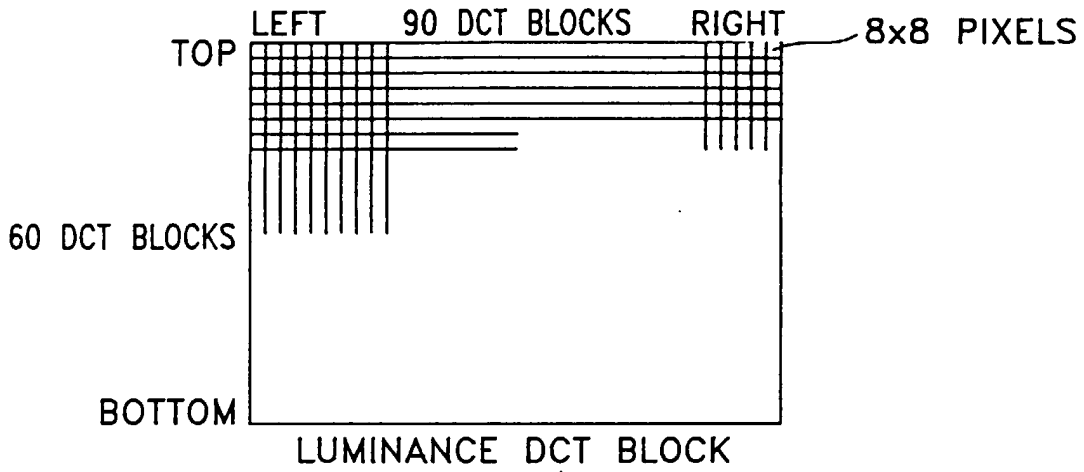 LEFT 90 DCT BLOCKS RIGHT
8x8 PIXELS
TOP
60 DCT BLOCKS
BOTTOM
LUMINANCE DCT BLOCK